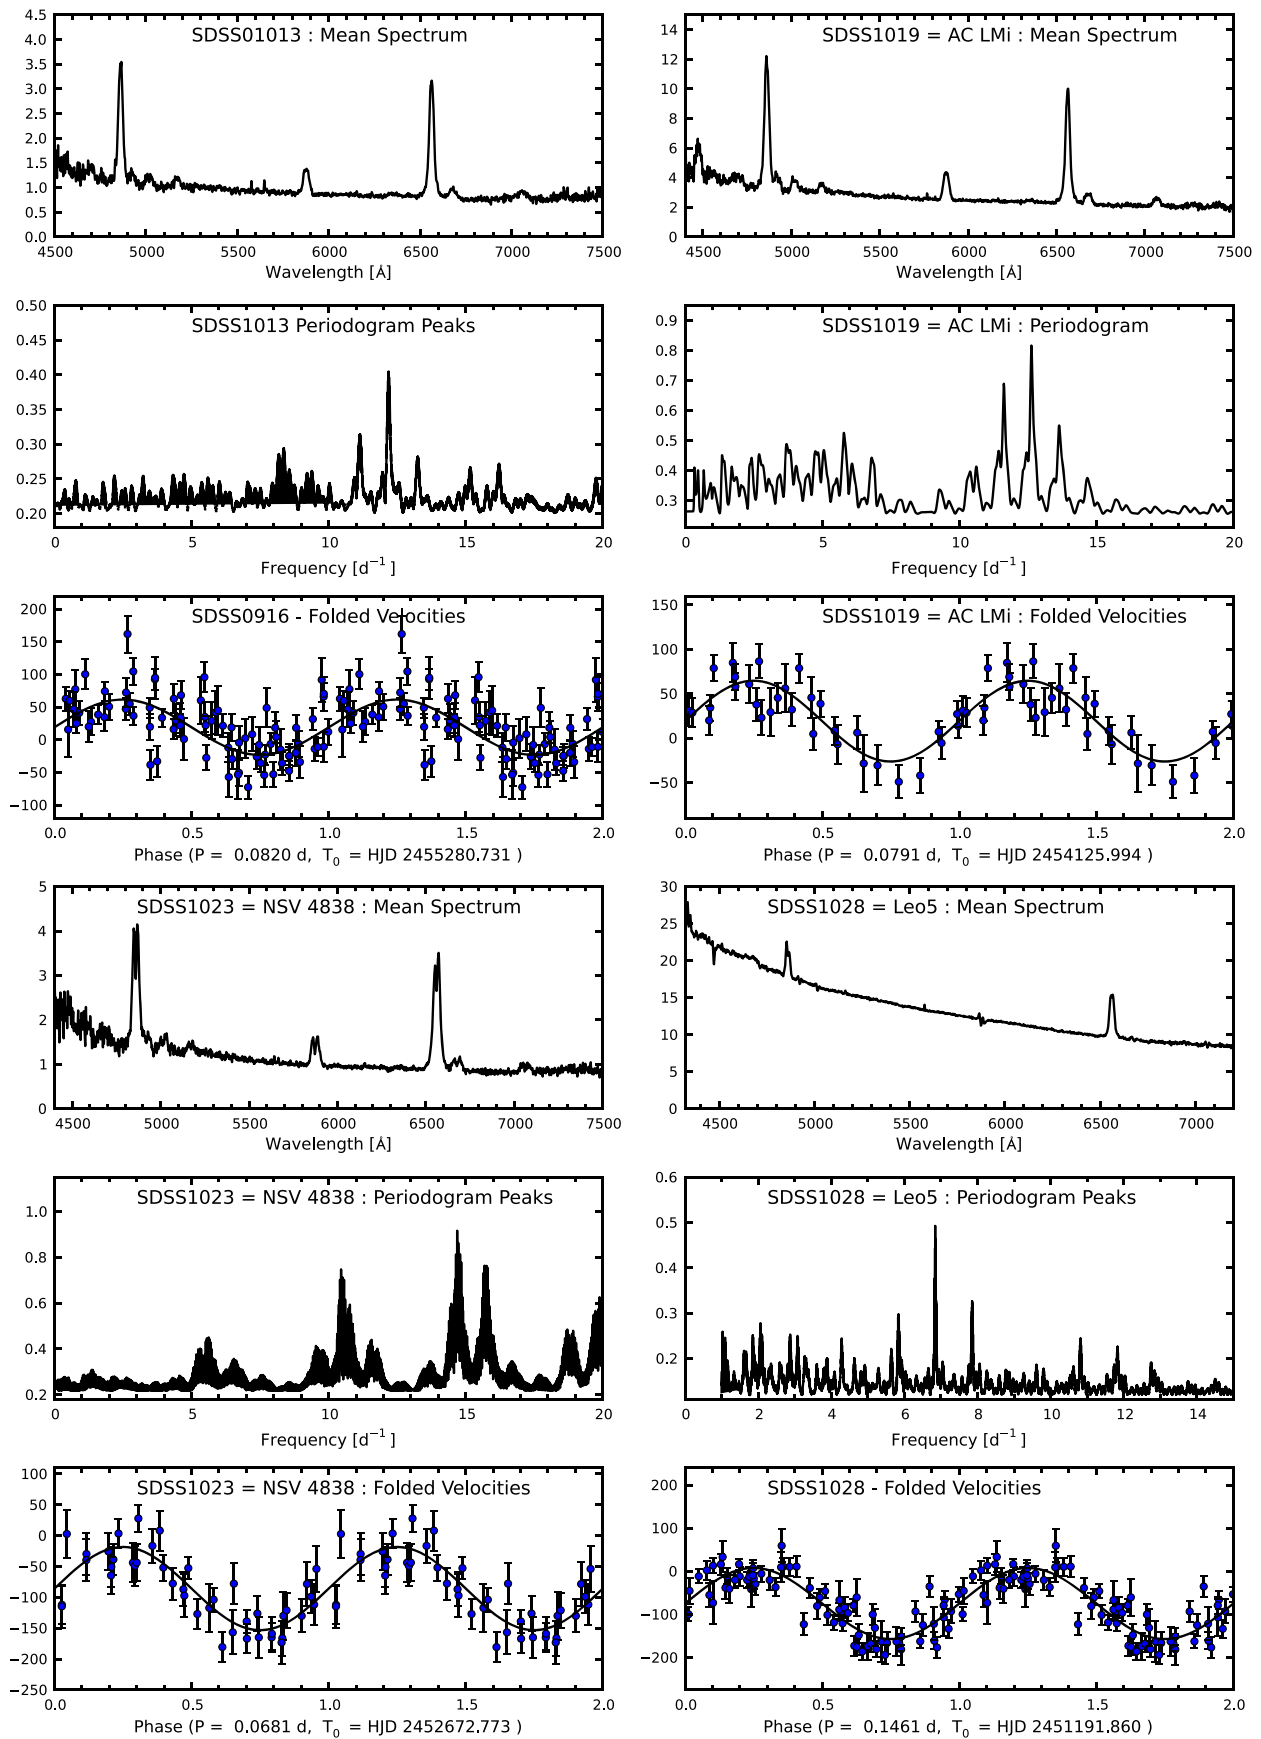 SDSS01013 : Mean Spectrum
4.5
4.0
3.5
3.0
2.5
2.0
1.5
1.0
0.5
0.0
4500 5000 5500 6000 6500 7000 7500
Wavelength [Å]
SDSS1019 = AC LMi : Mean Spectrum
14
12
10
8
6
4
2
0
4500 5000 5500 6000 6500 7000 7500
Wavelength [Å]
SDSS1013 Periodogram Peaks
0.50
0.45
0.40
0.35
0.30
0.25
0.20
0 5 10 15 20
Frequency [d⁻¹ ]
SDSS1019 = AC LMi : Periodogram
0.9
0.8
0.7
0.6
0.5
0.4
0.3
0 5 10 15 20
Frequency [d⁻¹ ]
SDSS0916 - Folded Velocities
200
150
100
50
0
−50
−100
0.0 0.5 1.0 1.5 2.0
Phase (P = 0.0820 d, T₀ = HJD 2455280.731 )
SDSS1019 = AC LMi : Folded Velocities
150
100
50
0
−50
0.0 0.5 1.0 1.5 2.0
Phase (P = 0.0791 d, T₀ = HJD 2454125.994 )
SDSS1023 = NSV 4838 : Mean Spectrum
5
4
3
2
1
0
4500 5000 5500 6000 6500 7000 7500
Wavelength [Å]
SDSS1028 = Leo5 : Mean Spectrum
30
25
20
15
10
5
0
4500 5000 5500 6000 6500 7000
Wavelength [Å]
SDSS1023 = NSV 4838 : Periodogram Peaks
1.0
0.8
0.6
0.4
0.2
0 5 10 15 20
Frequency [d⁻¹ ]
SDSS1028 = Leo5 : Periodogram Peaks
0.6
0.5
0.4
0.3
0.2
0 2 4 6 8 10 12 14
Frequency [d⁻¹ ]
SDSS1023 = NSV 4838 : Folded Velocities
100
50
0
−50
−100
−150
−200
−250
0.0 0.5 1.0 1.5 2.0
Phase (P = 0.0681 d, T₀ = HJD 2452672.773 )
SDSS1028 - Folded Velocities
200
100
0
−100
−200
0.0 0.5 1.0 1.5 2.0
Phase (P = 0.1461 d, T₀ = HJD 2451191.860 )